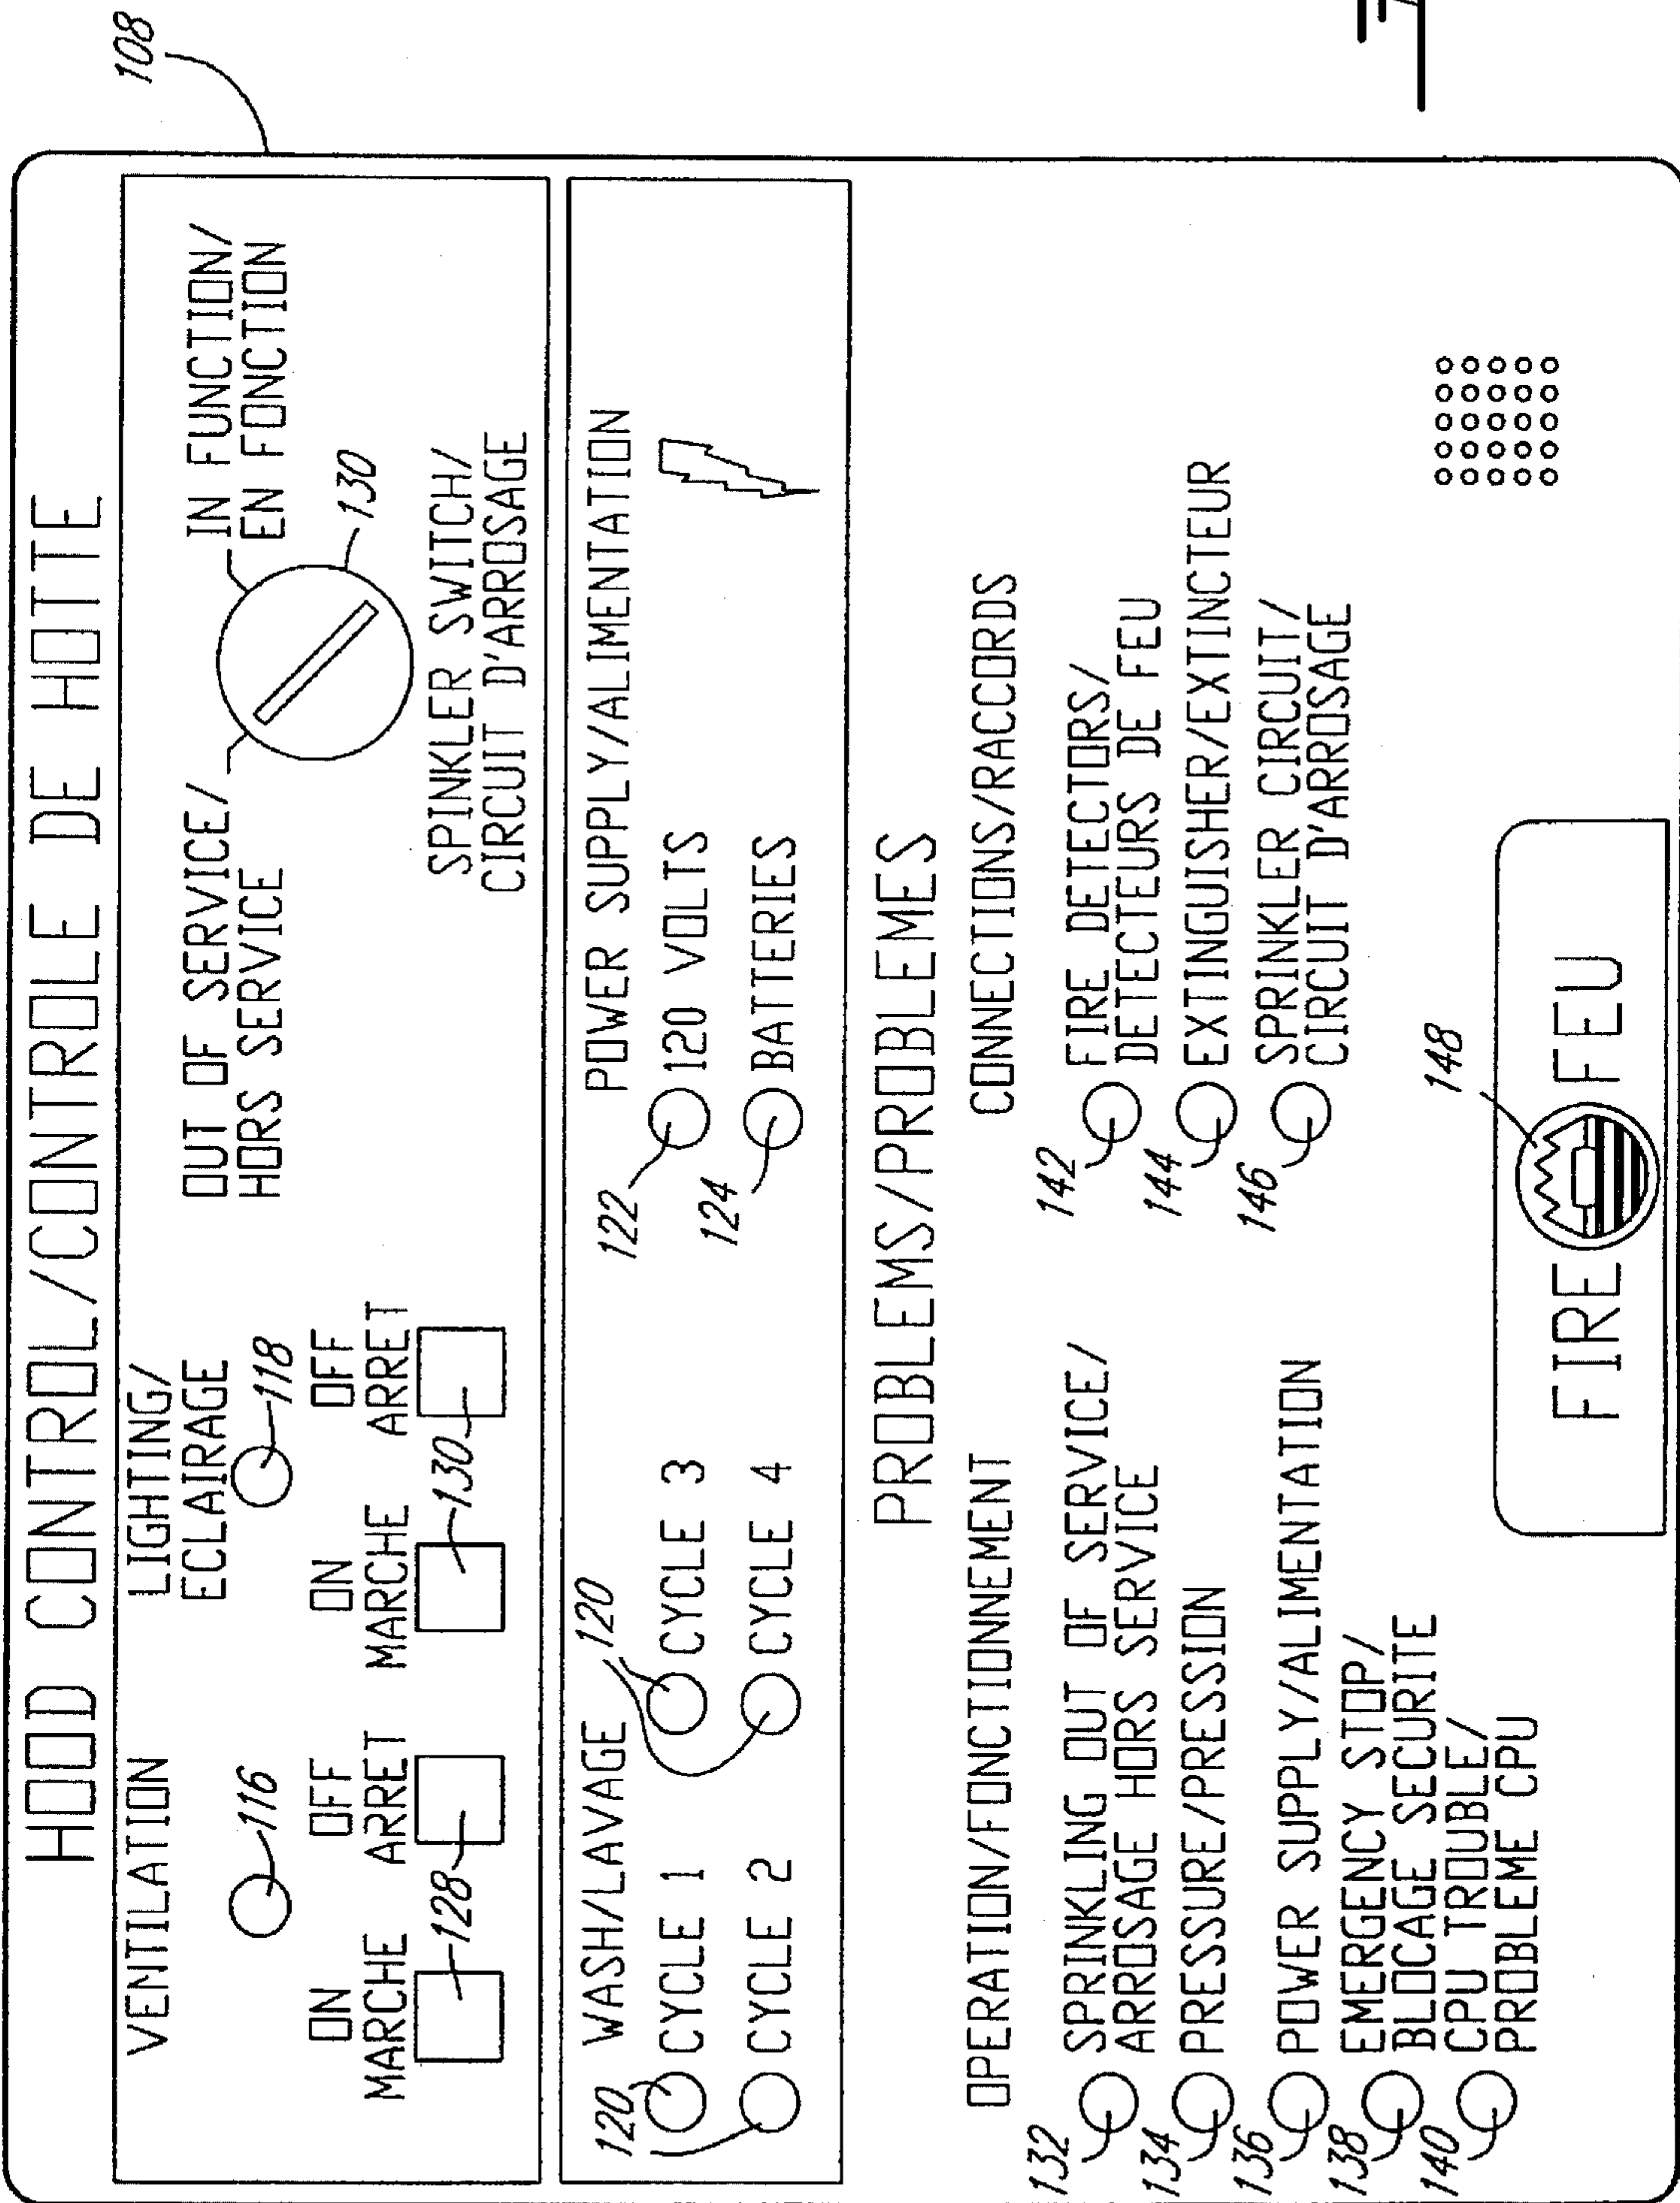 108
HOOD CONTROL/CONTROLE DE HOTTE
VENTILATION
116
ON
MARCHE
OFF
ARRET
128
LIGHTING/
ECLAIRAGE
118
ON
MARCHE
OFF
ARRET
130
OUT OF SERVICE/
HORS SERVICE
IN FUNCTION/
EN FONCTION
130
SPINKLER SWITCH/
CIRCUIT D'ARROSAGE
WASH/LAVAGE
120
120
CYCLE 1
CYCLE 3
CYCLE 2
CYCLE 4
POWER SUPPLY/ALIMENTATION
122
120 VOLTS
124
BATTERIES
PROBLEMS/PROBLEMES
OPERATION/FONCTIONNEMENT
132
SPRINKLING OUT OF SERVICE/
ARROSAGE HORS SERVICE
134
PRESSURE/PRESSION
136
POWER SUPPLY/ALIMENTATION
138
EMERGENCY STOP/
BLOCAGE SECURITE
140
CPU TROUBLE/
PROBLEME CPU
CONNECTIONS/RACCORDS
142
FIRE DETECTORS/
DETECTEURS DE FEU
144
EXTINGUISHER/EXTINCTEUR
146
SPRINKLER CIRCUIT/
CIRCUIT D'ARROSAGE
148
FIRE FEU